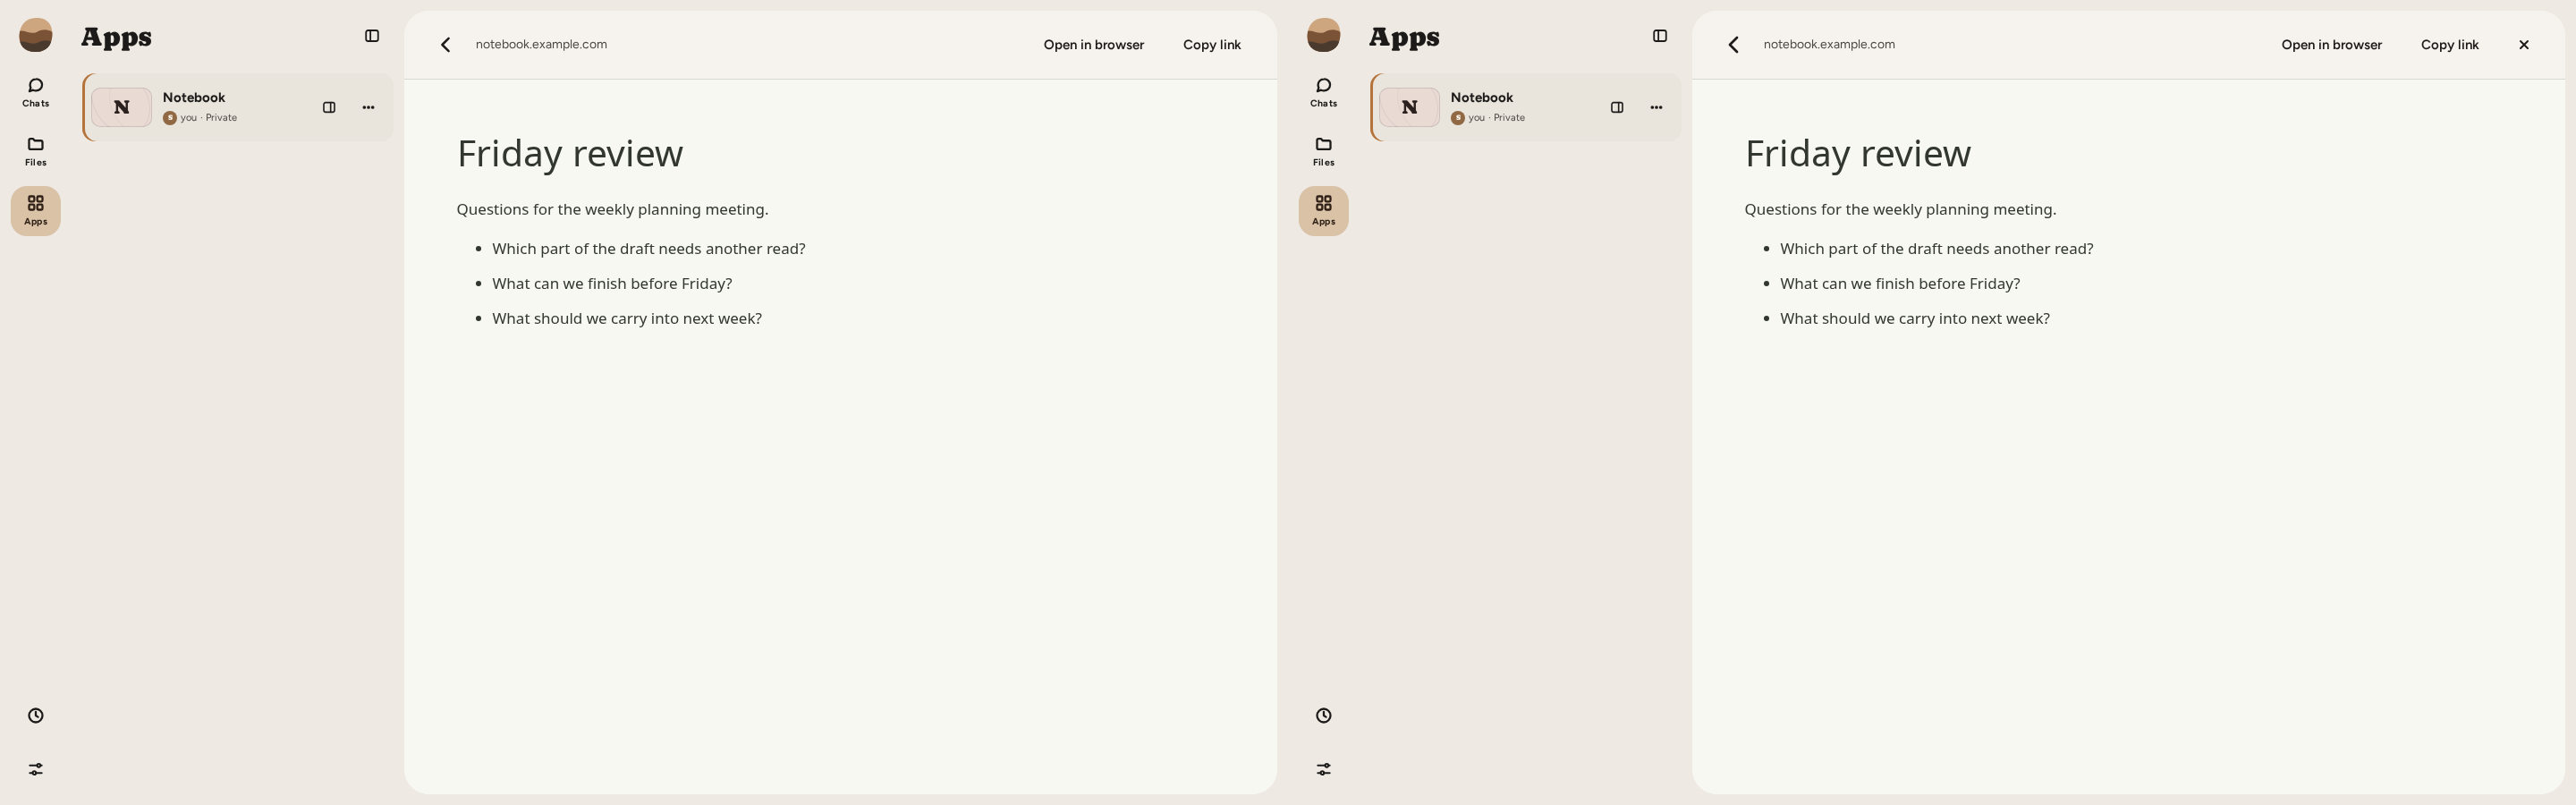 Apps
notebook.example.com
Open in browser
Copy link
Chats
N
Notebook
S you · Private
Files
Apps
Friday review
Questions for the weekly planning meeting.
• Which part of the draft needs another read?
• What can we finish before Friday?
• What should we carry into next week?
Apps
notebook.example.com
Open in browser
Copy link
Chats
N
Notebook
S you · Private
Files
Apps
Friday review
Questions for the weekly planning meeting.
• Which part of the draft needs another read?
• What can we finish before Friday?
• What should we carry into next week?